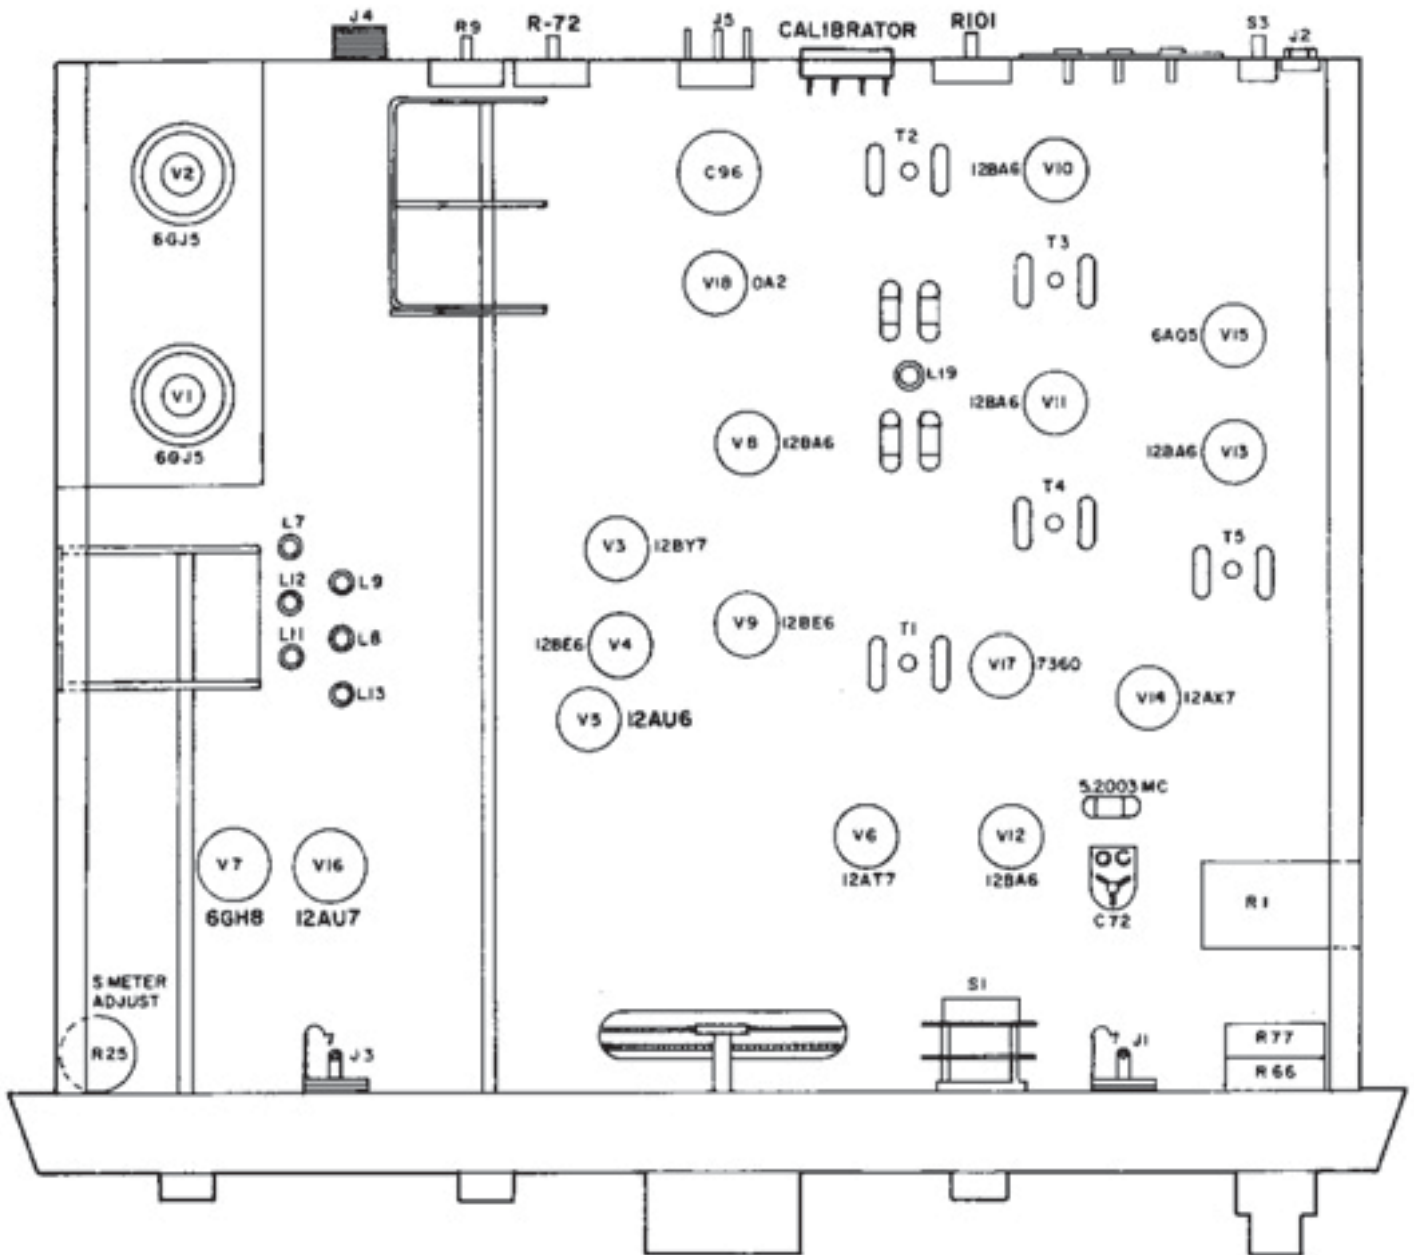 J4
R9
R-72
J5
CALIBRATOR
R101
S3
J2
V2
6GJ5
C96
T2
12BA6
V10
T3
V18
0A2
6AQ5
V15
V1
6GJ5
L19
12BA6
V11
V8
12BA6
12BA6
V13
T4
L7
V3
12BY7
T5
L12
L9
L11
L8
V9
12BE6
12BE6
V4
T1
V17
7360
L13
V5
12AU6
V14
12AX7
5.2003 MC
V6
12AT7
V12
12BA6
V7
6GH8
V16
12AU7
C72
R1
S METER
ADJUST
R25
J3
S1
J1
R77
R66